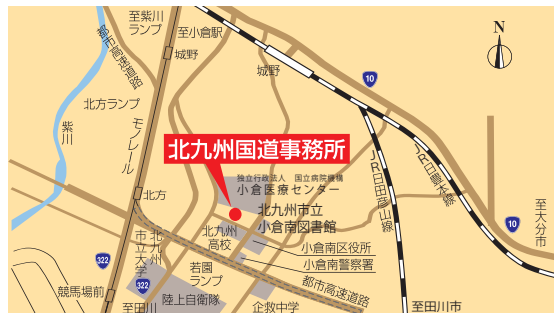 至紫川
ランプ
至小倉駅
都市高速道路
城野
城野
N
10
北方ランプ
紫川
モノレール
北九州国道事務所
独立行政法人 国立病院機構
小倉医療センター
北方
北九州市立
小倉南図書館
JR日田彦山線
JR日豊本線
至大分市
10
北九州
高校
小倉南区役所
小倉南警察署
北九州
市立大学
322
322
若園
ランプ
都市高速道路
競馬場前
陸上自衛隊
企救中学
至田川
至田川市